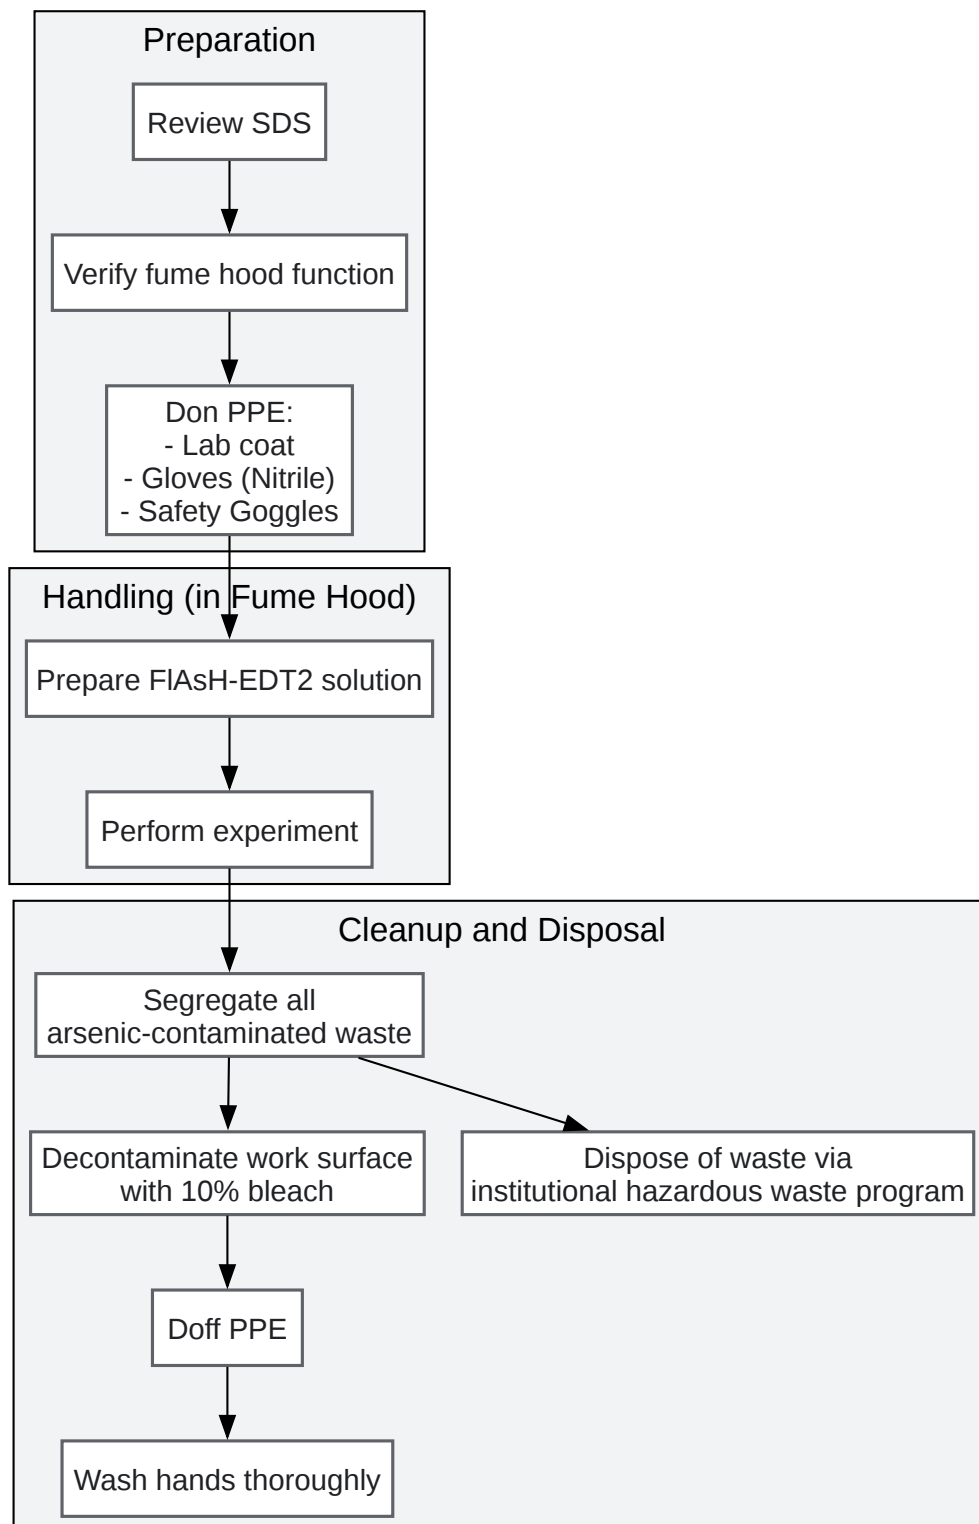 Preparation
Review SDS
Verify fume hood function
Don PPE:
- Lab coat
- Gloves (Nitrile)
- Safety Goggles
Handling (in Fume Hood)
Prepare FlAsH-EDT2 solution
Perform experiment
Cleanup and Disposal
Segregate all
arsenic-contaminated waste
Decontaminate work surface
with 10% bleach
Dispose of waste via
institutional hazardous waste program
Doff PPE
Wash hands thoroughly